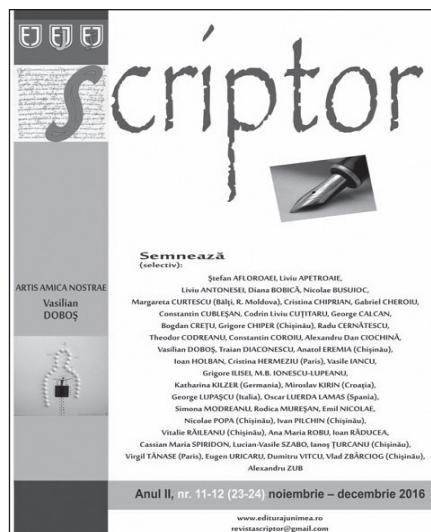 EJ EJ EJ
scriptor
Semnează
(selectiv):
Ștefan AFLOROAEI, Liviu APETROAIE,
Liviu ANTONESEI, Diana BOBICĂ, Nicolae BUSUIOC,
Margareta CURTESCU (Bălți, R. Moldova), Cristina CHIPRIAN, Gabriel CHEROIU,
Constantin CUBLEȘAN, Codrin Liviu CUȚITARU, George CALCAN,
Bogdan CREȚU, Grigore CHIPER (Chișinău), Radu CERNĂTESCU,
Theodor CODREANU, Constantin COROIU, Alexandru Dan CIOCHINĂ,
Vasilian DOBOȘ, Traian DIACONESCU, Anatol EREMIA (Chișinău),
Ioan HOLBAN, Cristina HERMEZIU (Paris), Vasile IANCU,
Grigore ILISEI, M.B. IONESCU-LUPEANU,
Katharina KILZER (Germania), Miroslav KIRIN (Croația),
George LUPAȘCU (Italia), Oscar LUERDA LAMAS (Spania),
Simona MODREANU, Rodica MUREȘAN, Emil NICOLAE,
Nicolae POPA (Chișinău), Ivan PILCHIN (Chișinău),
Vitalie RĂILEANU (Chișinău), Ana Maria ROBU, Ioan RĂDUCEA,
Cassian Maria SPIRIDON, Lucian-Vasile SZABO, Ianoș ȚURCANU (Chișinău),
Virgil TĂNASE (Paris), Eugen URICARU, Dumitru VITCU, Vlad ZBÂRCIOG (Chișinău),
Alexandru ZUB
ARTIS AMICA NOSTRAE
Vasilian
DOBOȘ
Anul II, nr. 11-12 (23-24) noiembrie – decembrie 2016
www.editurajunimea.ro
revistascriptor@gmail.com